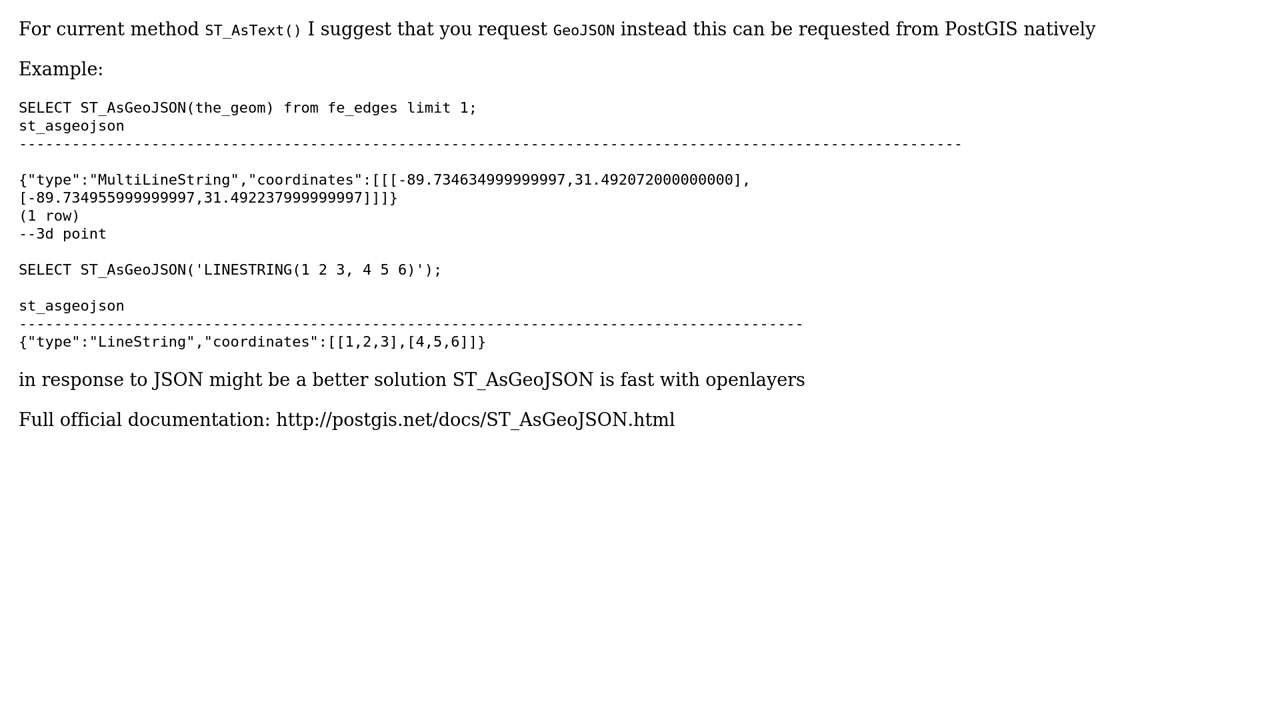 For current method ST_AsText() I suggest that you request GeoJSON instead this can be requested from PostGIS natively
Example:
SELECT ST_AsGeoJSON(the_geom) from fe_edges limit 1;
st_asgeojson
-----------------------------------------------------------------------------------------------------------
{"type":"MultiLineString","coordinates":[[[-89.734634999999997,31.492072000000000],
[-89.734955999999997,31.492237999999997]]]}
(1 row)
--3d point
SELECT ST_AsGeoJSON('LINESTRING(1 2 3, 4 5 6)');
st_asgeojson
-----------------------------------------------------------------------------------------
{"type":"LineString","coordinates":[[1,2,3],[4,5,6]]}
in response to JSON might be a better solution ST_AsGeoJSON is fast with openlayers
Full official documentation: http://postgis.net/docs/ST_AsGeoJSON.html